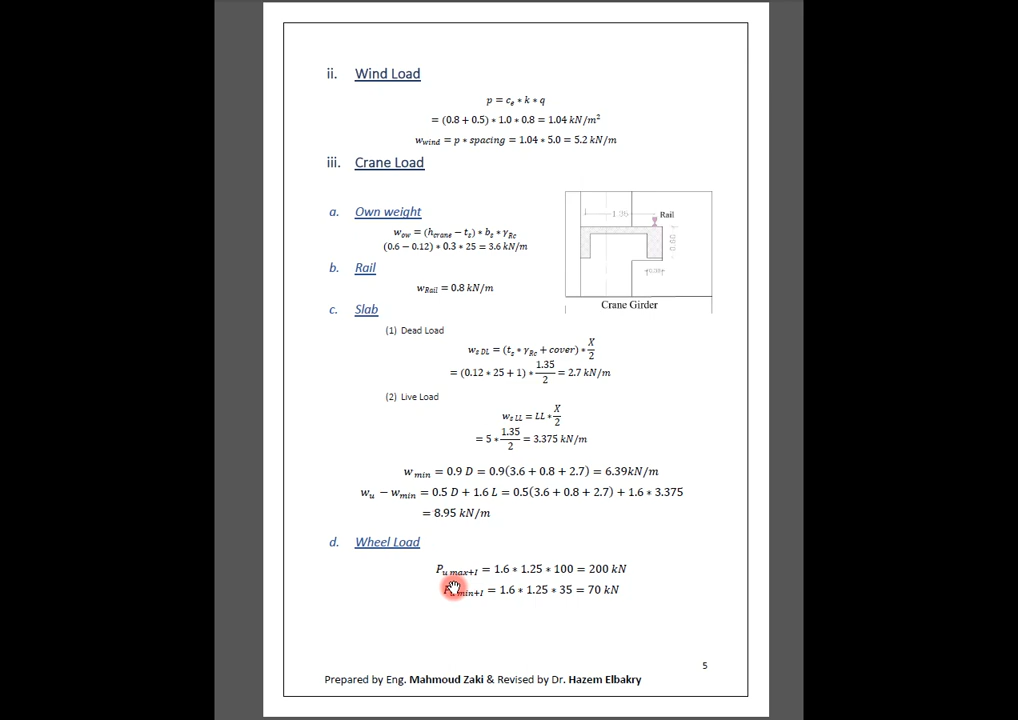 ii. Wind Load
p = cₑ * k * q
= (0.8 + 0.5) * 1.0 * 0.8 = 1.04 kN/m²
w_wind = p * spacing = 1.04 * 5.0 = 5.2 kN/m
iii. Crane Load
a. Own weight
w_ow = (h_crane − t_s) * b_s * γ_Rc
(0.6 − 0.12) * 0.3 * 25 = 3.6 kN/m
1.35
Rail
0.60
Crane Girder
b. Rail
w_Rail = 0.8 kN/m
c. Slab
(1) Dead Load
w_s DL = (t_s * γ_Rc + cover) * X/2
= (0.12 * 25 + 1) * 1.35/2 = 2.7 kN/m
(2) Live Load
w_s LL = LL * X/2
= 5 * 1.35/2 = 3.375 kN/m
w_min = 0.9 D = 0.9(3.6 + 0.8 + 2.7) = 6.39kN/m
w_u − w_min = 0.5 D + 1.6 L = 0.5(3.6 + 0.8 + 2.7) + 1.6 * 3.375
= 8.95 kN/m
d. Wheel Load
P_u max+I = 1.6 * 1.25 * 100 = 200 kN
P_u min+I = 1.6 * 1.25 * 35 = 70 kN
5
Prepared by Eng. Mahmoud Zaki & Revised by Dr. Hazem Elbakry